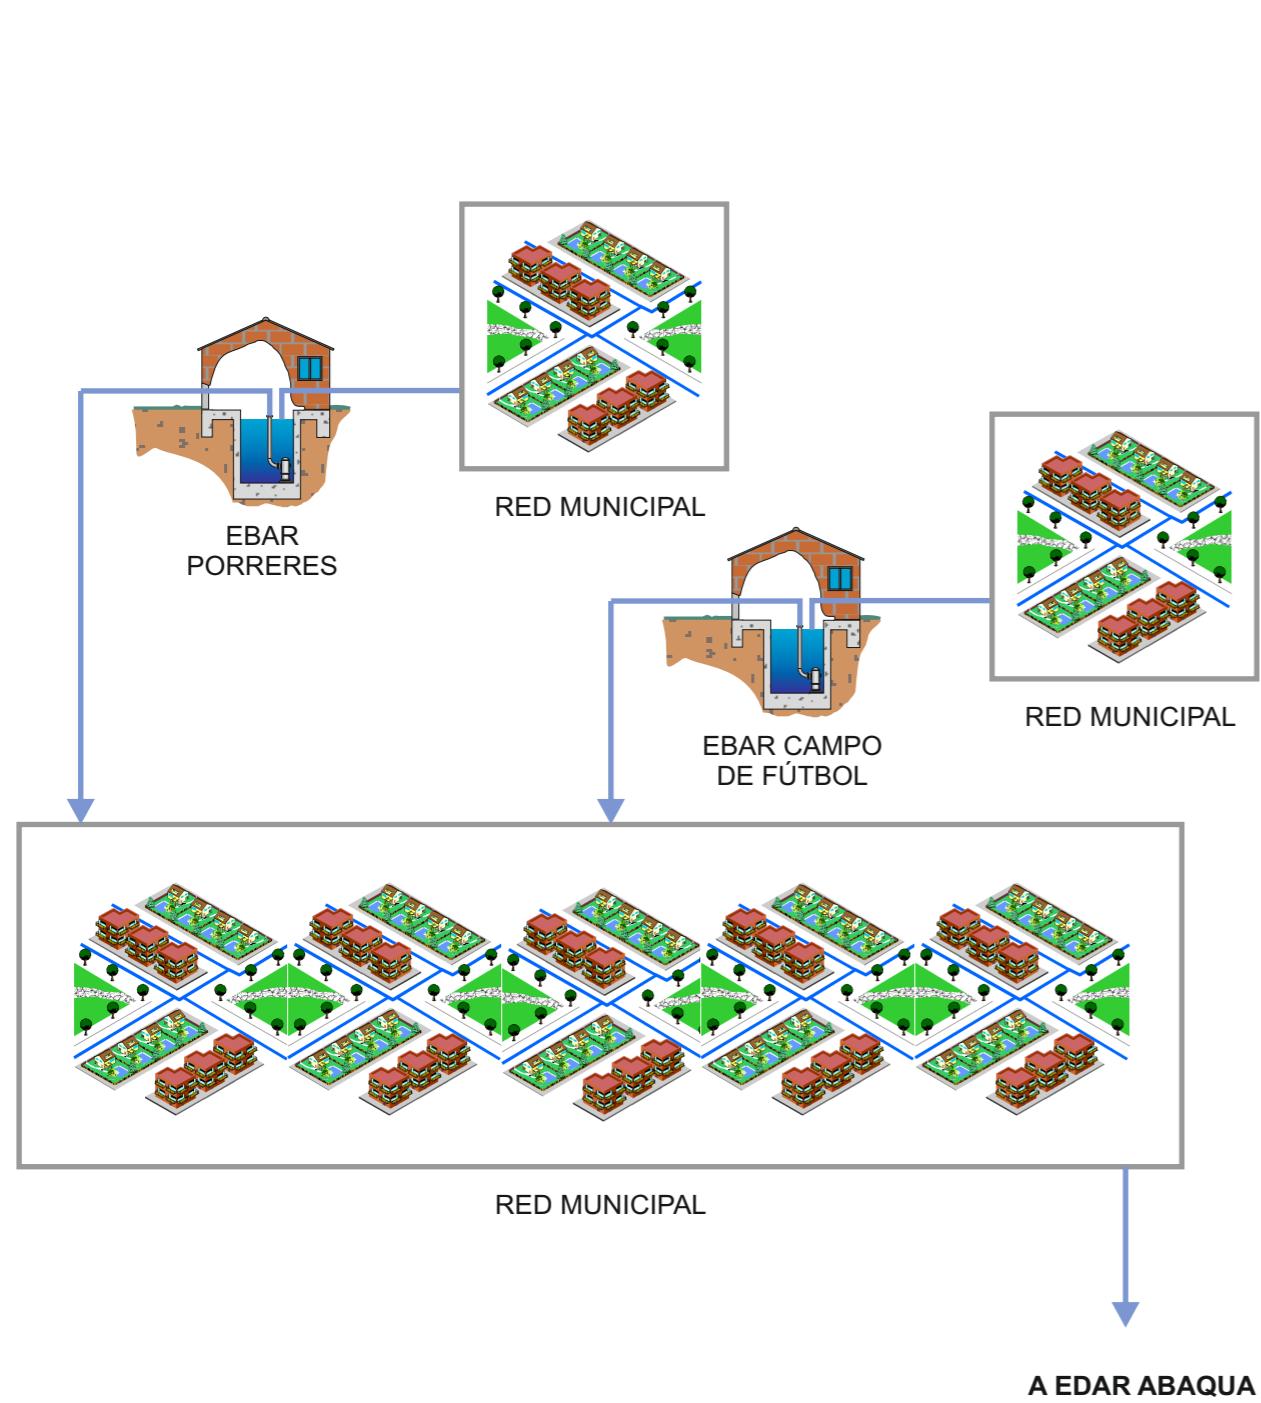 RED MUNICIPAL
EBAR
PORRERES
RED MUNICIPAL
EBAR CAMPO
DE FÚTBOL
RED MUNICIPAL
A EDAR ABAQUA